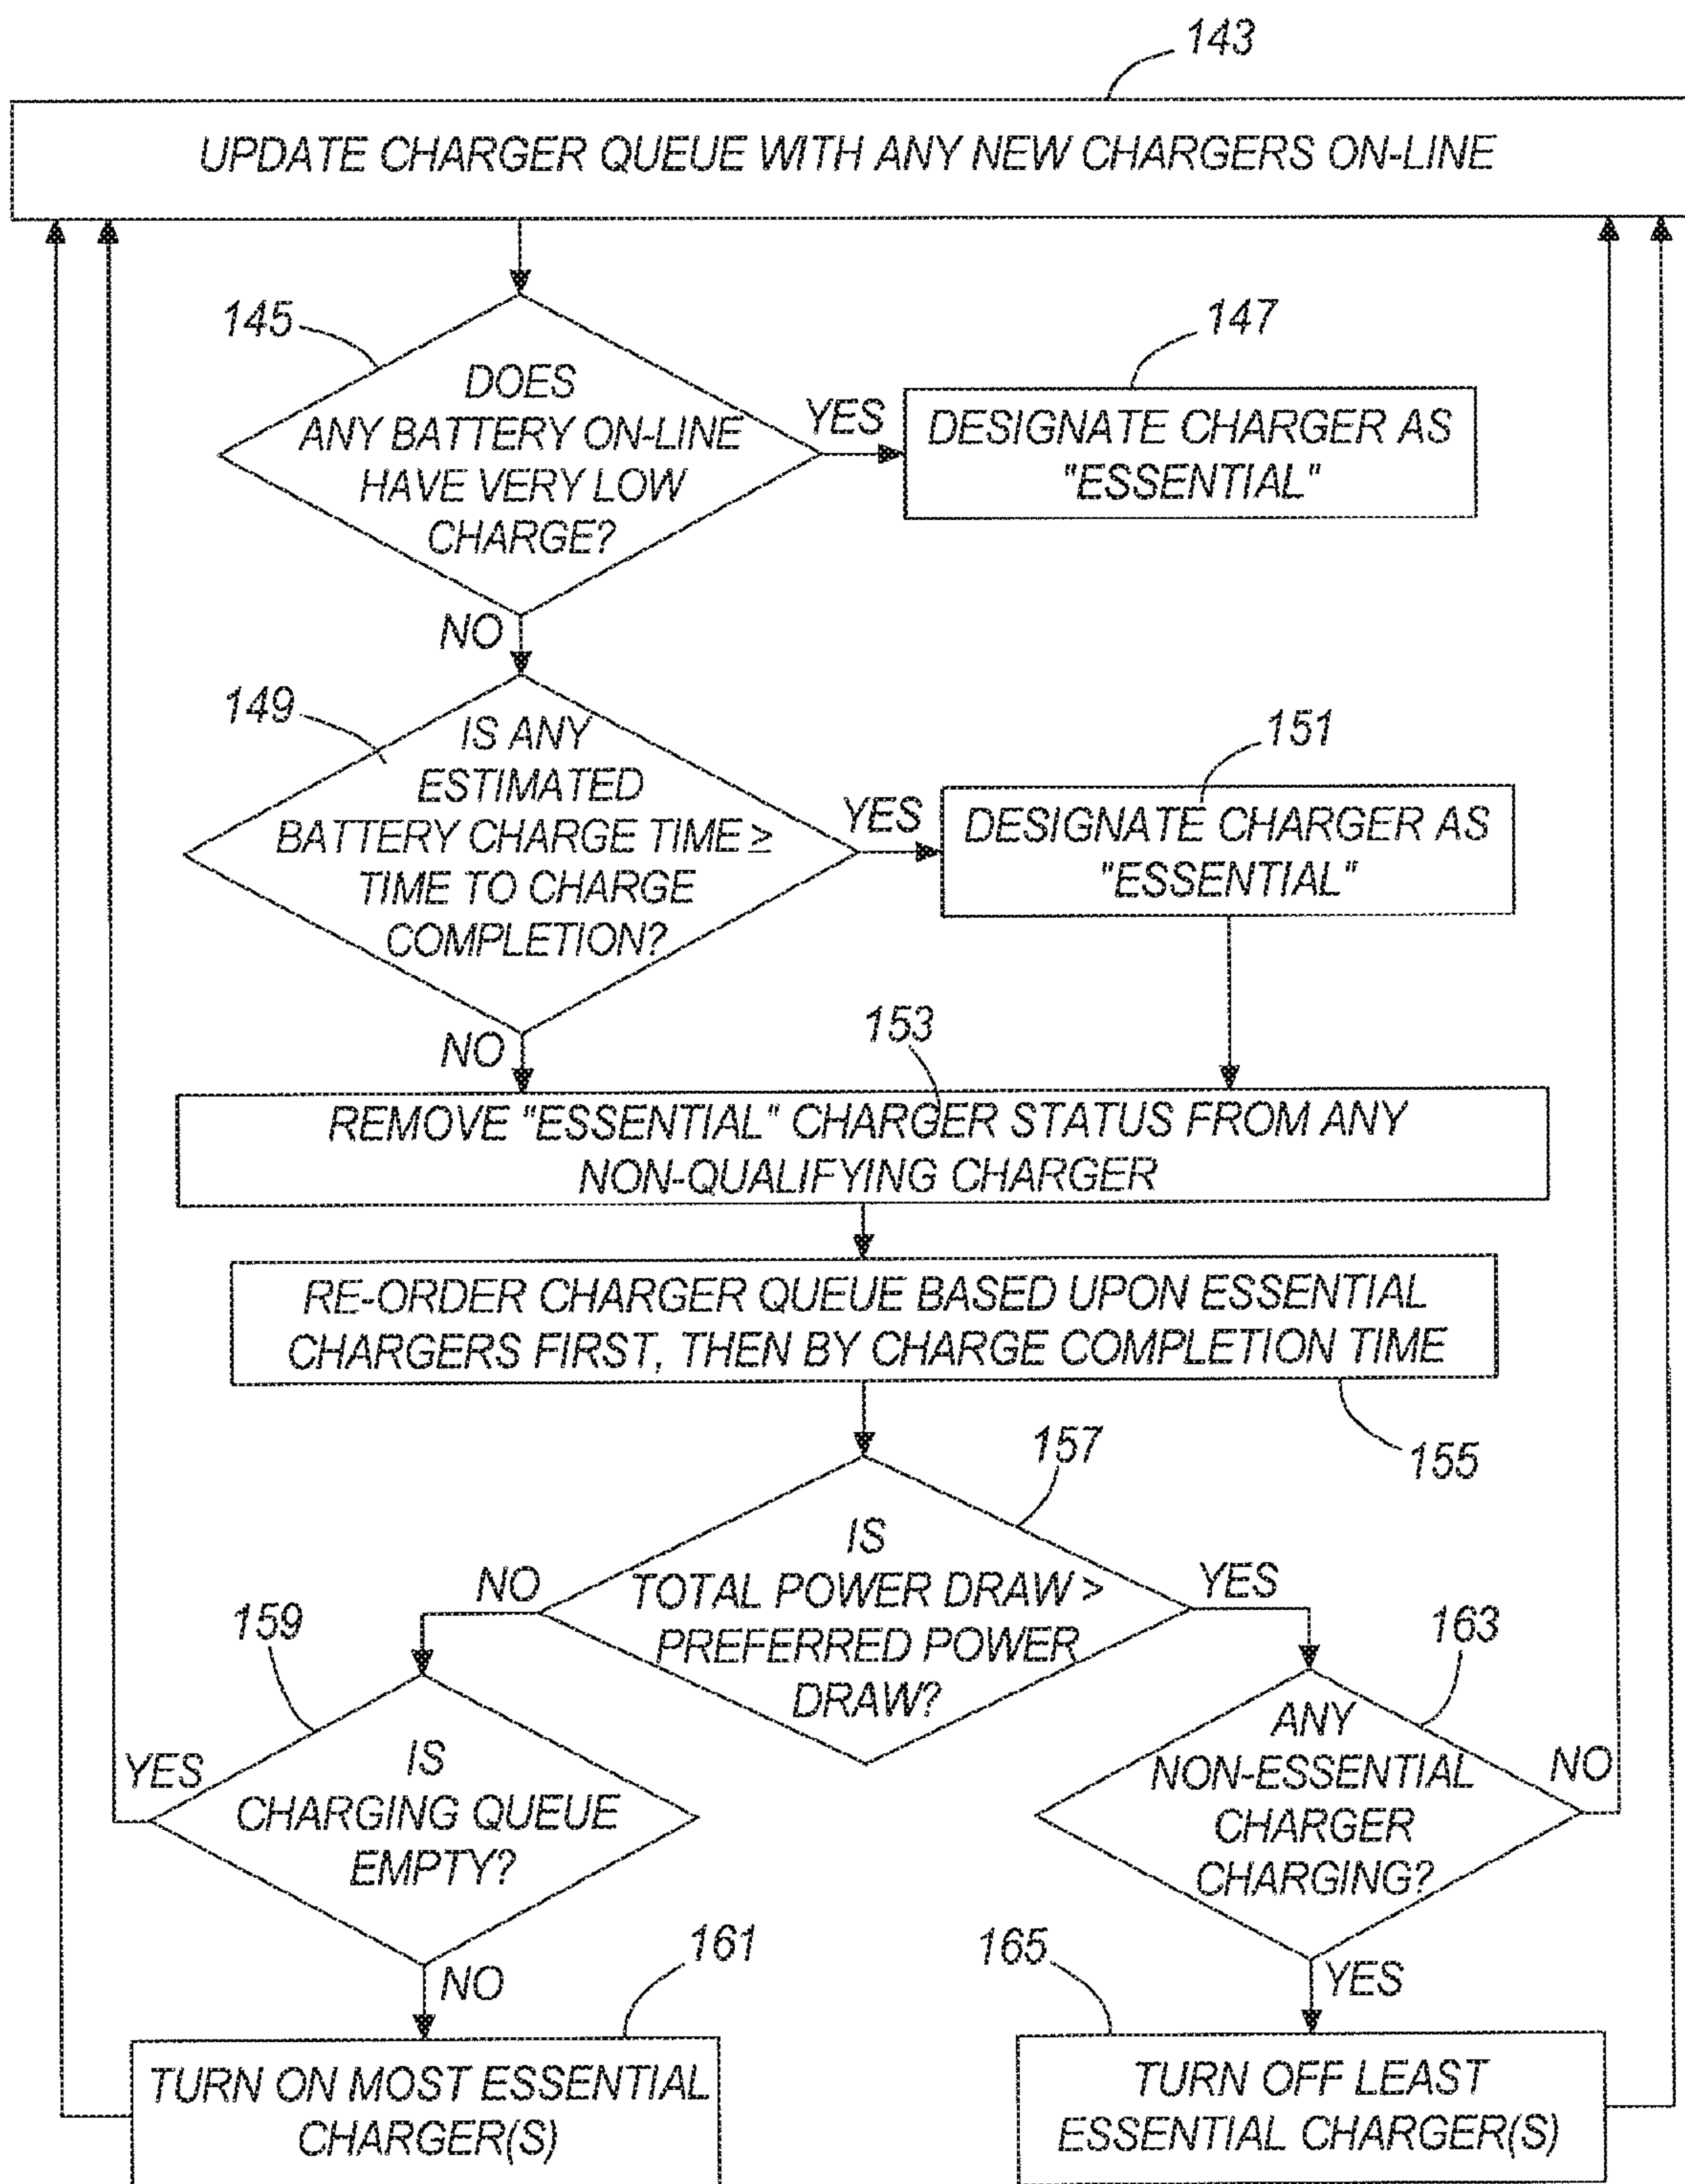 143
UPDATE CHARGER QUEUE WITH ANY NEW CHARGERS ON-LINE
145
DOES
ANY BATTERY ON-LINE
HAVE VERY LOW
CHARGE?
YES
147
DESIGNATE CHARGER AS
"ESSENTIAL"
NO
149
IS ANY
ESTIMATED
BATTERY CHARGE TIME ≥
TIME TO CHARGE
COMPLETION?
YES
151
DESIGNATE CHARGER AS
"ESSENTIAL"
NO
153
REMOVE "ESSENTIAL" CHARGER STATUS FROM ANY
NON-QUALIFYING CHARGER
RE-ORDER CHARGER QUEUE BASED UPON ESSENTIAL
CHARGERS FIRST, THEN BY CHARGE COMPLETION TIME
155
157
IS
TOTAL POWER DRAW >
PREFERRED POWER
DRAW?
NO
YES
159
IS
CHARGING QUEUE
EMPTY?
YES
NO
163
ANY
NON-ESSENTIAL
CHARGER
CHARGING?
NO
YES
161
TURN ON MOST ESSENTIAL
CHARGER(S)
165
TURN OFF LEAST
ESSENTIAL CHARGER(S)